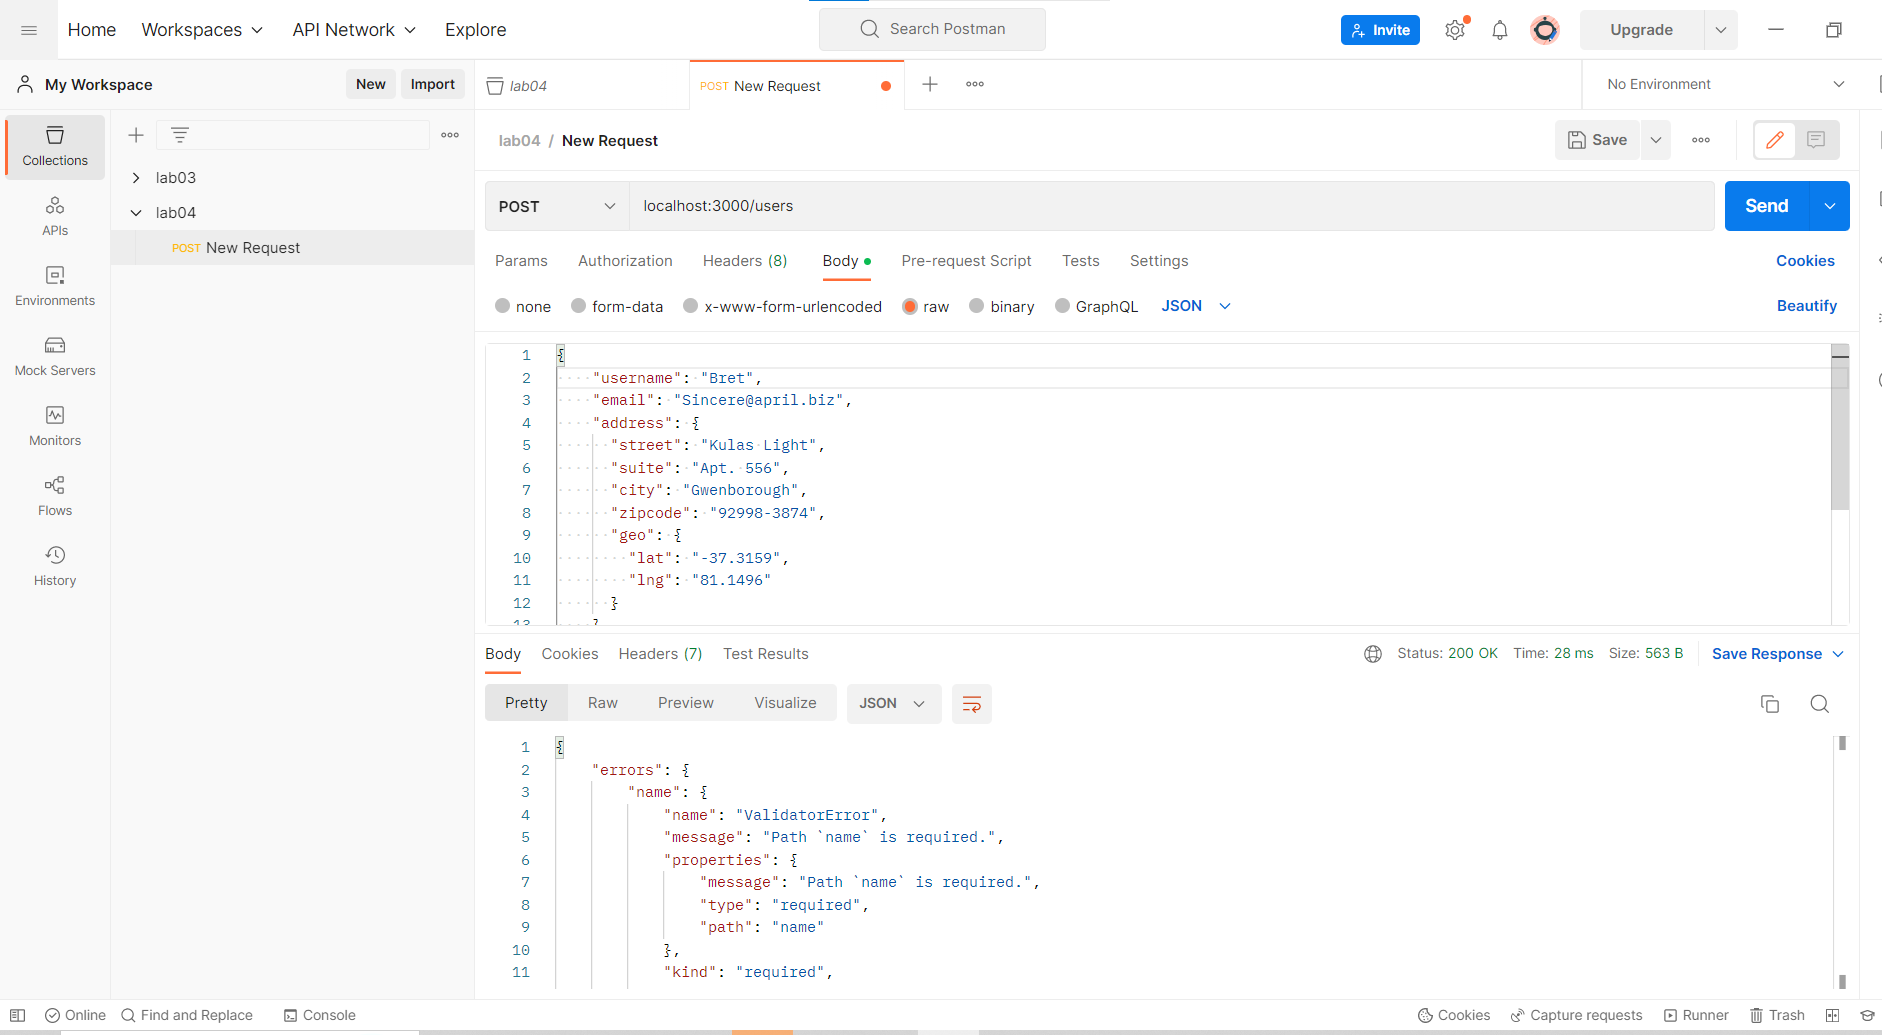 Home Workspaces API Network Explore Search Postman Invite Upgrade
My Workspace New Import lab04 POST New Request No Environment
Collections
APIs
Environments
Mock Servers
Monitors
Flows
History
lab03
lab04
POST New Request
lab04 / New Request Save
POST localhost:3000/users Send
Params Authorization Headers (8) Body Pre-request Script Tests Settings Cookies
none form-data x-www-form-urlencoded raw binary GraphQL JSON Beautify
1 {
2 "username": "Bret",
3 "email": "Sincere@april.biz",
4 "address": {
5 "street": "Kulas Light",
6 "suite": "Apt. 556",
7 "city": "Gwenborough",
8 "zipcode": "92998-3874",
9 "geo": {
10 "lat": "-37.3159",
11 "lng": "81.1496"
12 }
Body Cookies Headers (7) Test Results Status: 200 OK Time: 28 ms Size: 563 B Save Response
Pretty Raw Preview Visualize JSON
1 {
2 "errors": {
3 "name": {
4 "name": "ValidatorError",
5 "message": "Path `name` is required.",
6 "properties": {
7 "message": "Path `name` is required.",
8 "type": "required",
9 "path": "name"
10 },
11 "kind": "required",
Online Find and Replace Console Cookies Capture requests Runner Trash